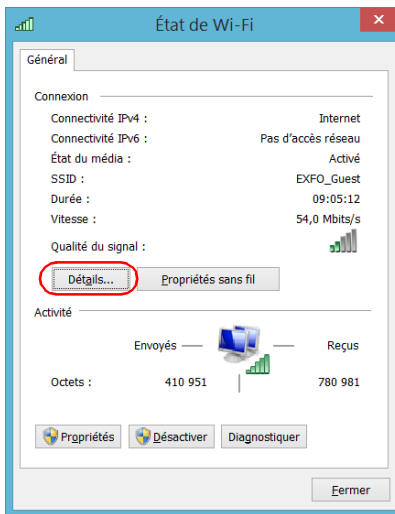 État de Wi-Fi
Général
Connexion
Connectivité IPv4 : Internet
Connectivité IPv6 : Pas d'accès réseau
État du média : Activé
SSID : EXFO_Guest
Durée : 09:05:12
Vitesse : 54,0 Mbits/s
Qualité du signal :
Détails... Propriétés sans fil
Activité
Envoyés Reçus
Octets : 410 951 780 981
Propriétés Désactiver Diagnostiquer
Fermer